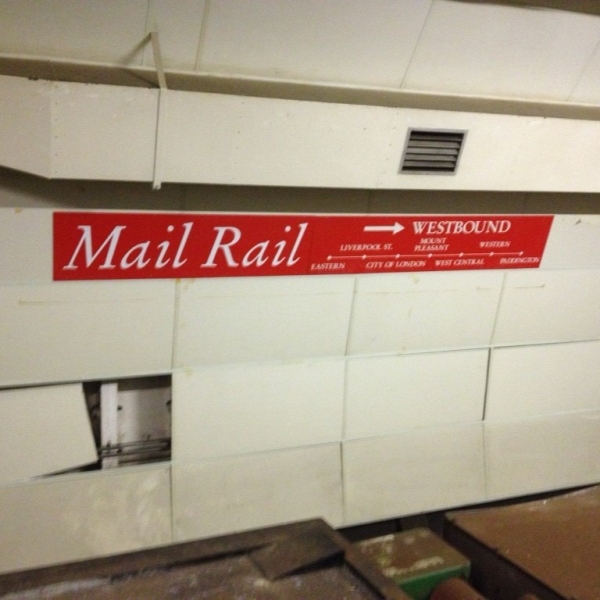 Mail Rail
WESTBOUND
LIVERPOOL ST.
MOUNT
PLEASANT
WESTERN
EASTERN
CITY OF LONDON
WEST CENTRAL
PADDINGTON